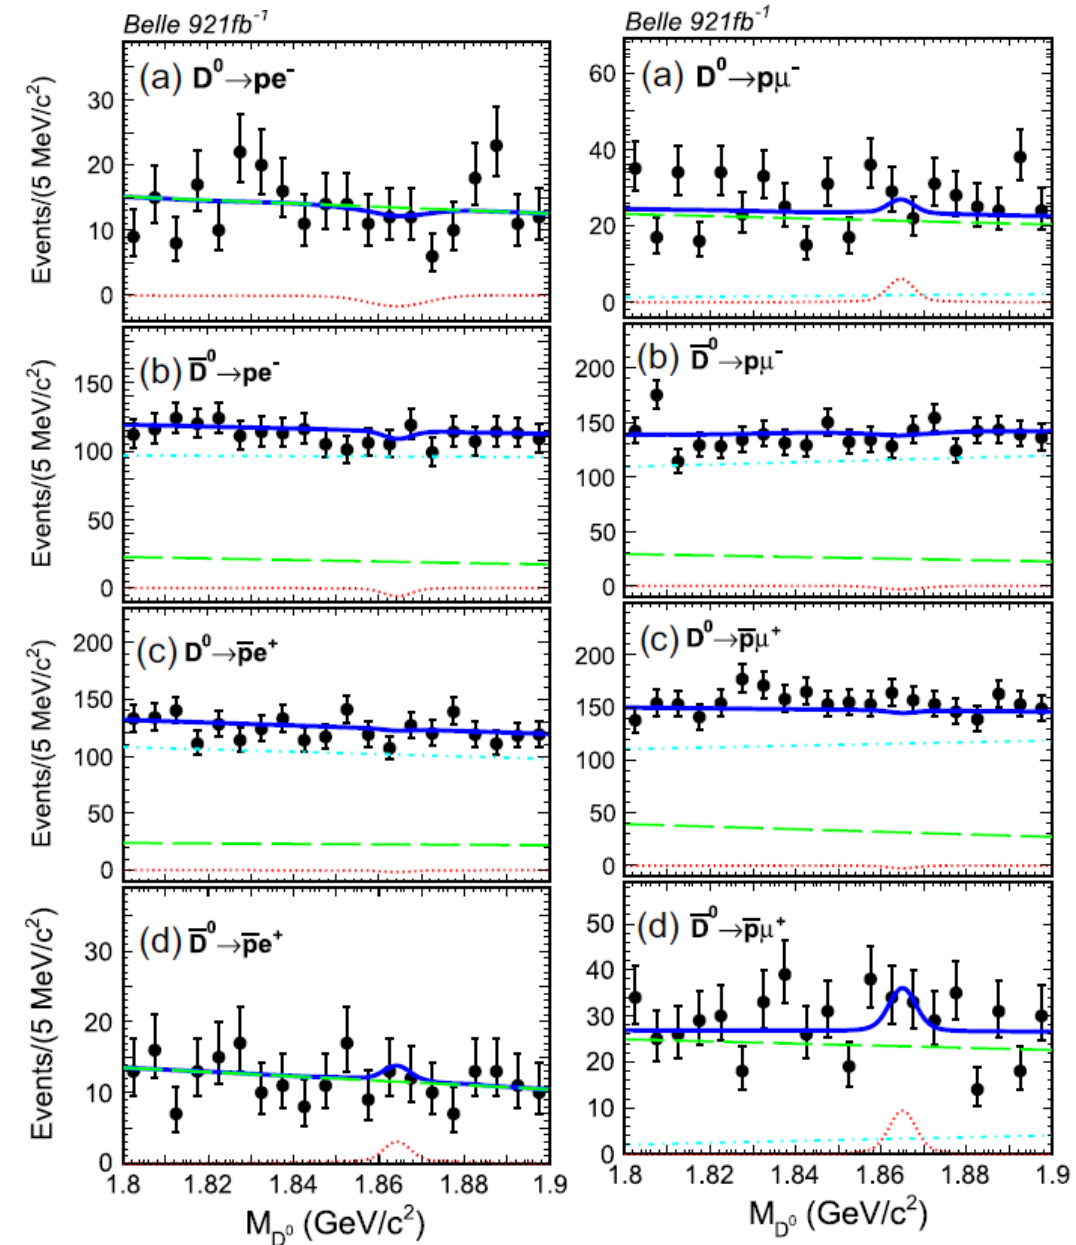 Belle 921fb⁻¹
(a) D⁰→pe⁻
Events/(5 MeV/c²)
30
20
10
0
(b) D̅⁰→pe⁻
Events/(5 MeV/c²)
150
100
50
0
(c) D⁰→p̅e⁺
Events/(5 MeV/c²)
200
150
100
50
0
(d) D̅⁰→p̅e⁺
Events/(5 MeV/c²)
30
20
10
0
1.8 1.82 1.84 1.86 1.88 1.9
M_D⁰ (GeV/c²)
Belle 921fb⁻¹
(a) D⁰→pμ⁻
60
40
20
0
(b) D̅⁰→pμ⁻
200
150
100
50
0
(c) D⁰→p̅μ⁺
200
150
100
50
0
(d) D̅⁰→p̅μ⁺
50
40
30
20
10
0
1.8 1.82 1.84 1.86 1.88 1.9
M_D⁰ (GeV/c²)